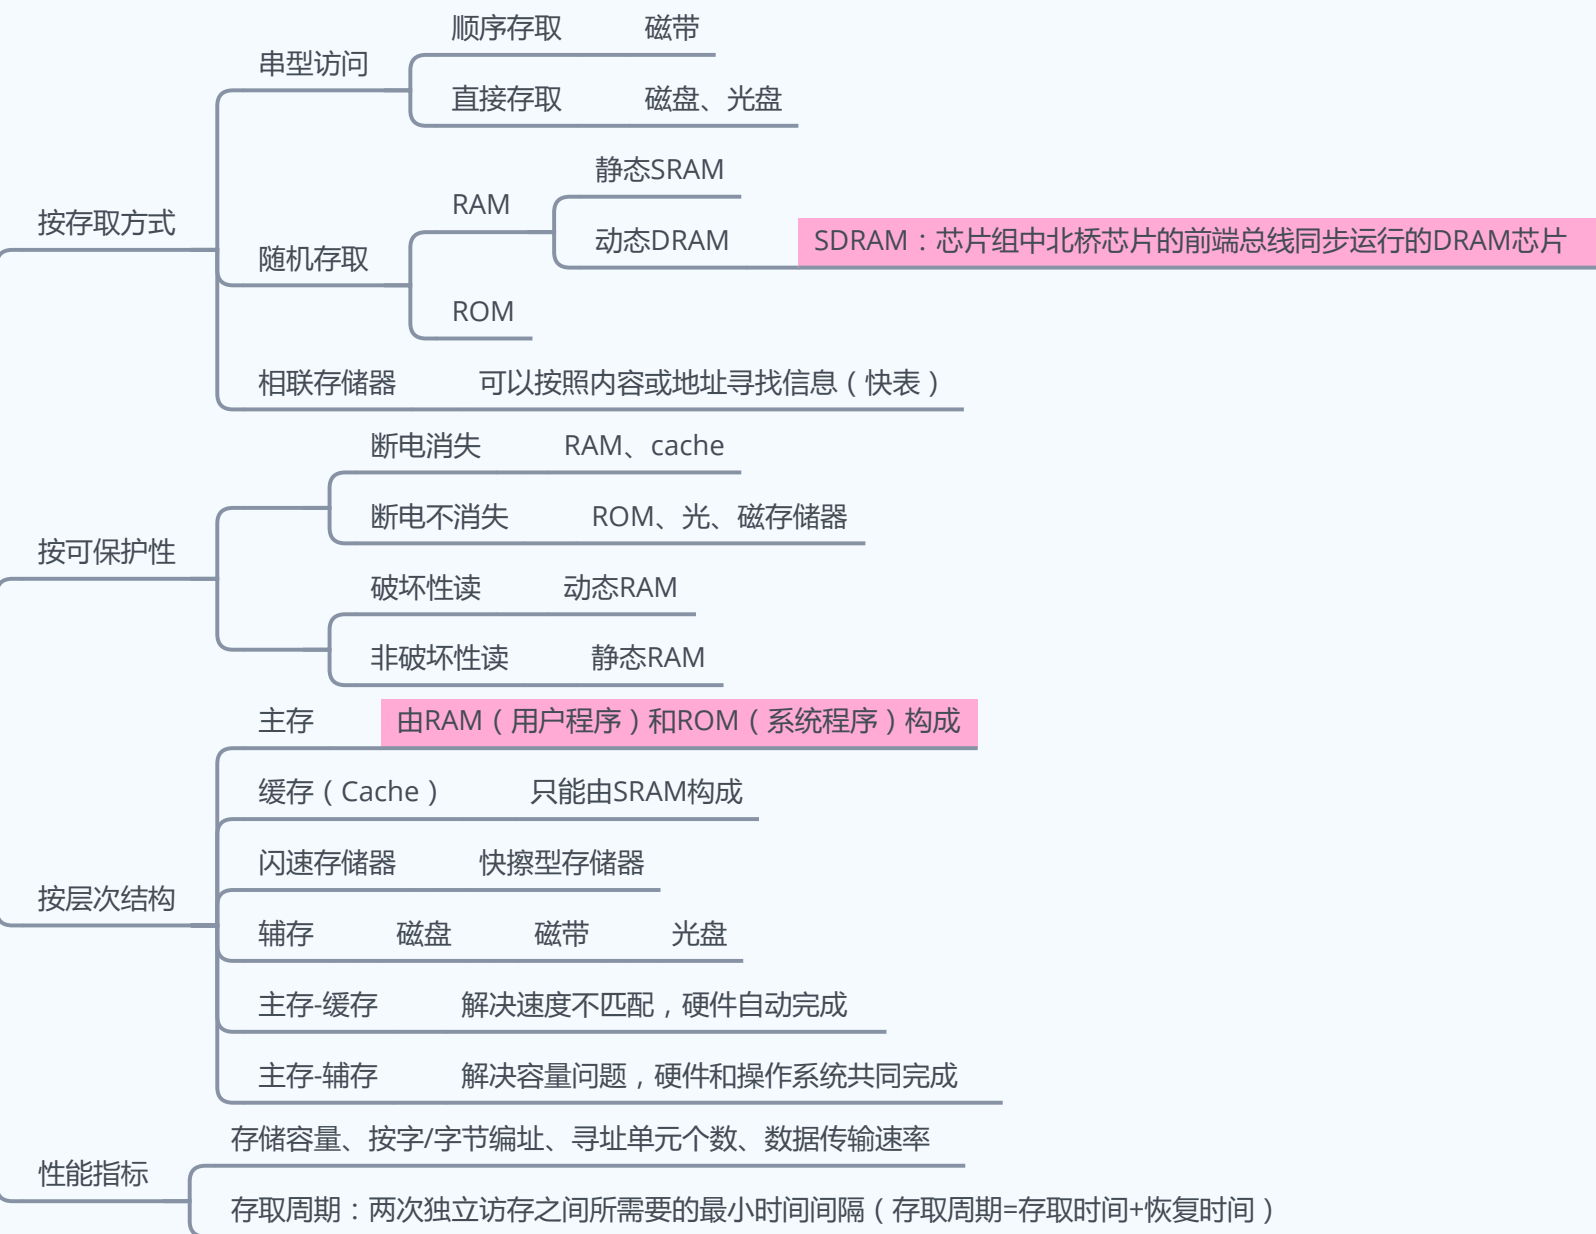 顺序存取 磁带
串型访问
直接存取 磁盘、光盘
静态SRAM
RAM
按存取方式
动态DRAM SDRAM：芯片组中北桥芯片的前端总线同步运行的DRAM芯片
随机存取
ROM
相联存储器 可以按照内容或地址寻找信息（快表）
断电消失 RAM、cache
断电不消失 ROM、光、磁存储器
按可保护性
破坏性读 动态RAM
非破坏性读 静态RAM
主存 由RAM（用户程序）和ROM（系统程序）构成
缓存（Cache） 只能由SRAM构成
闪速存储器 快擦型存储器
按层次结构
辅存 磁盘 磁带 光盘
主存-缓存 解决速度不匹配，硬件自动完成
主存-辅存 解决容量问题，硬件和操作系统共同完成
存储容量、按字/字节编址、寻址单元个数、数据传输速率
性能指标
存取周期：两次独立访存之间所需要的最小时间间隔（存取周期=存取时间+恢复时间）